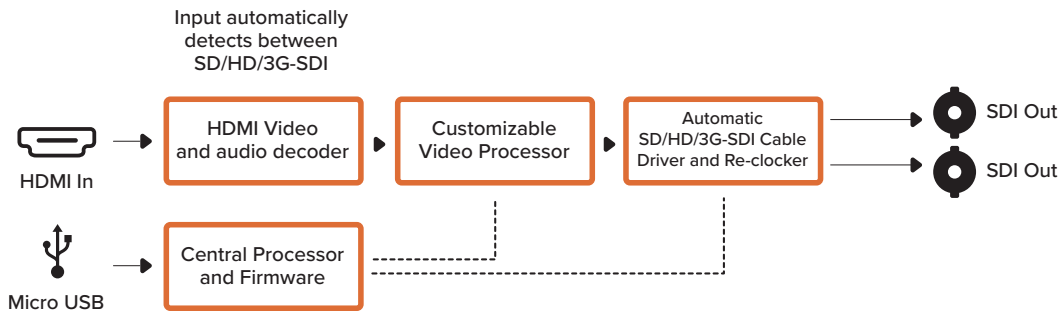 Input automatically
detects between
SD/HD/3G-SDI
HDMI In
HDMI Video
and audio decoder
Customizable
Video Processor
Automatic
SD/HD/3G-SDI Cable
Driver and Re-clocker
SDI Out
SDI Out
Micro USB
Central Processor
and Firmware